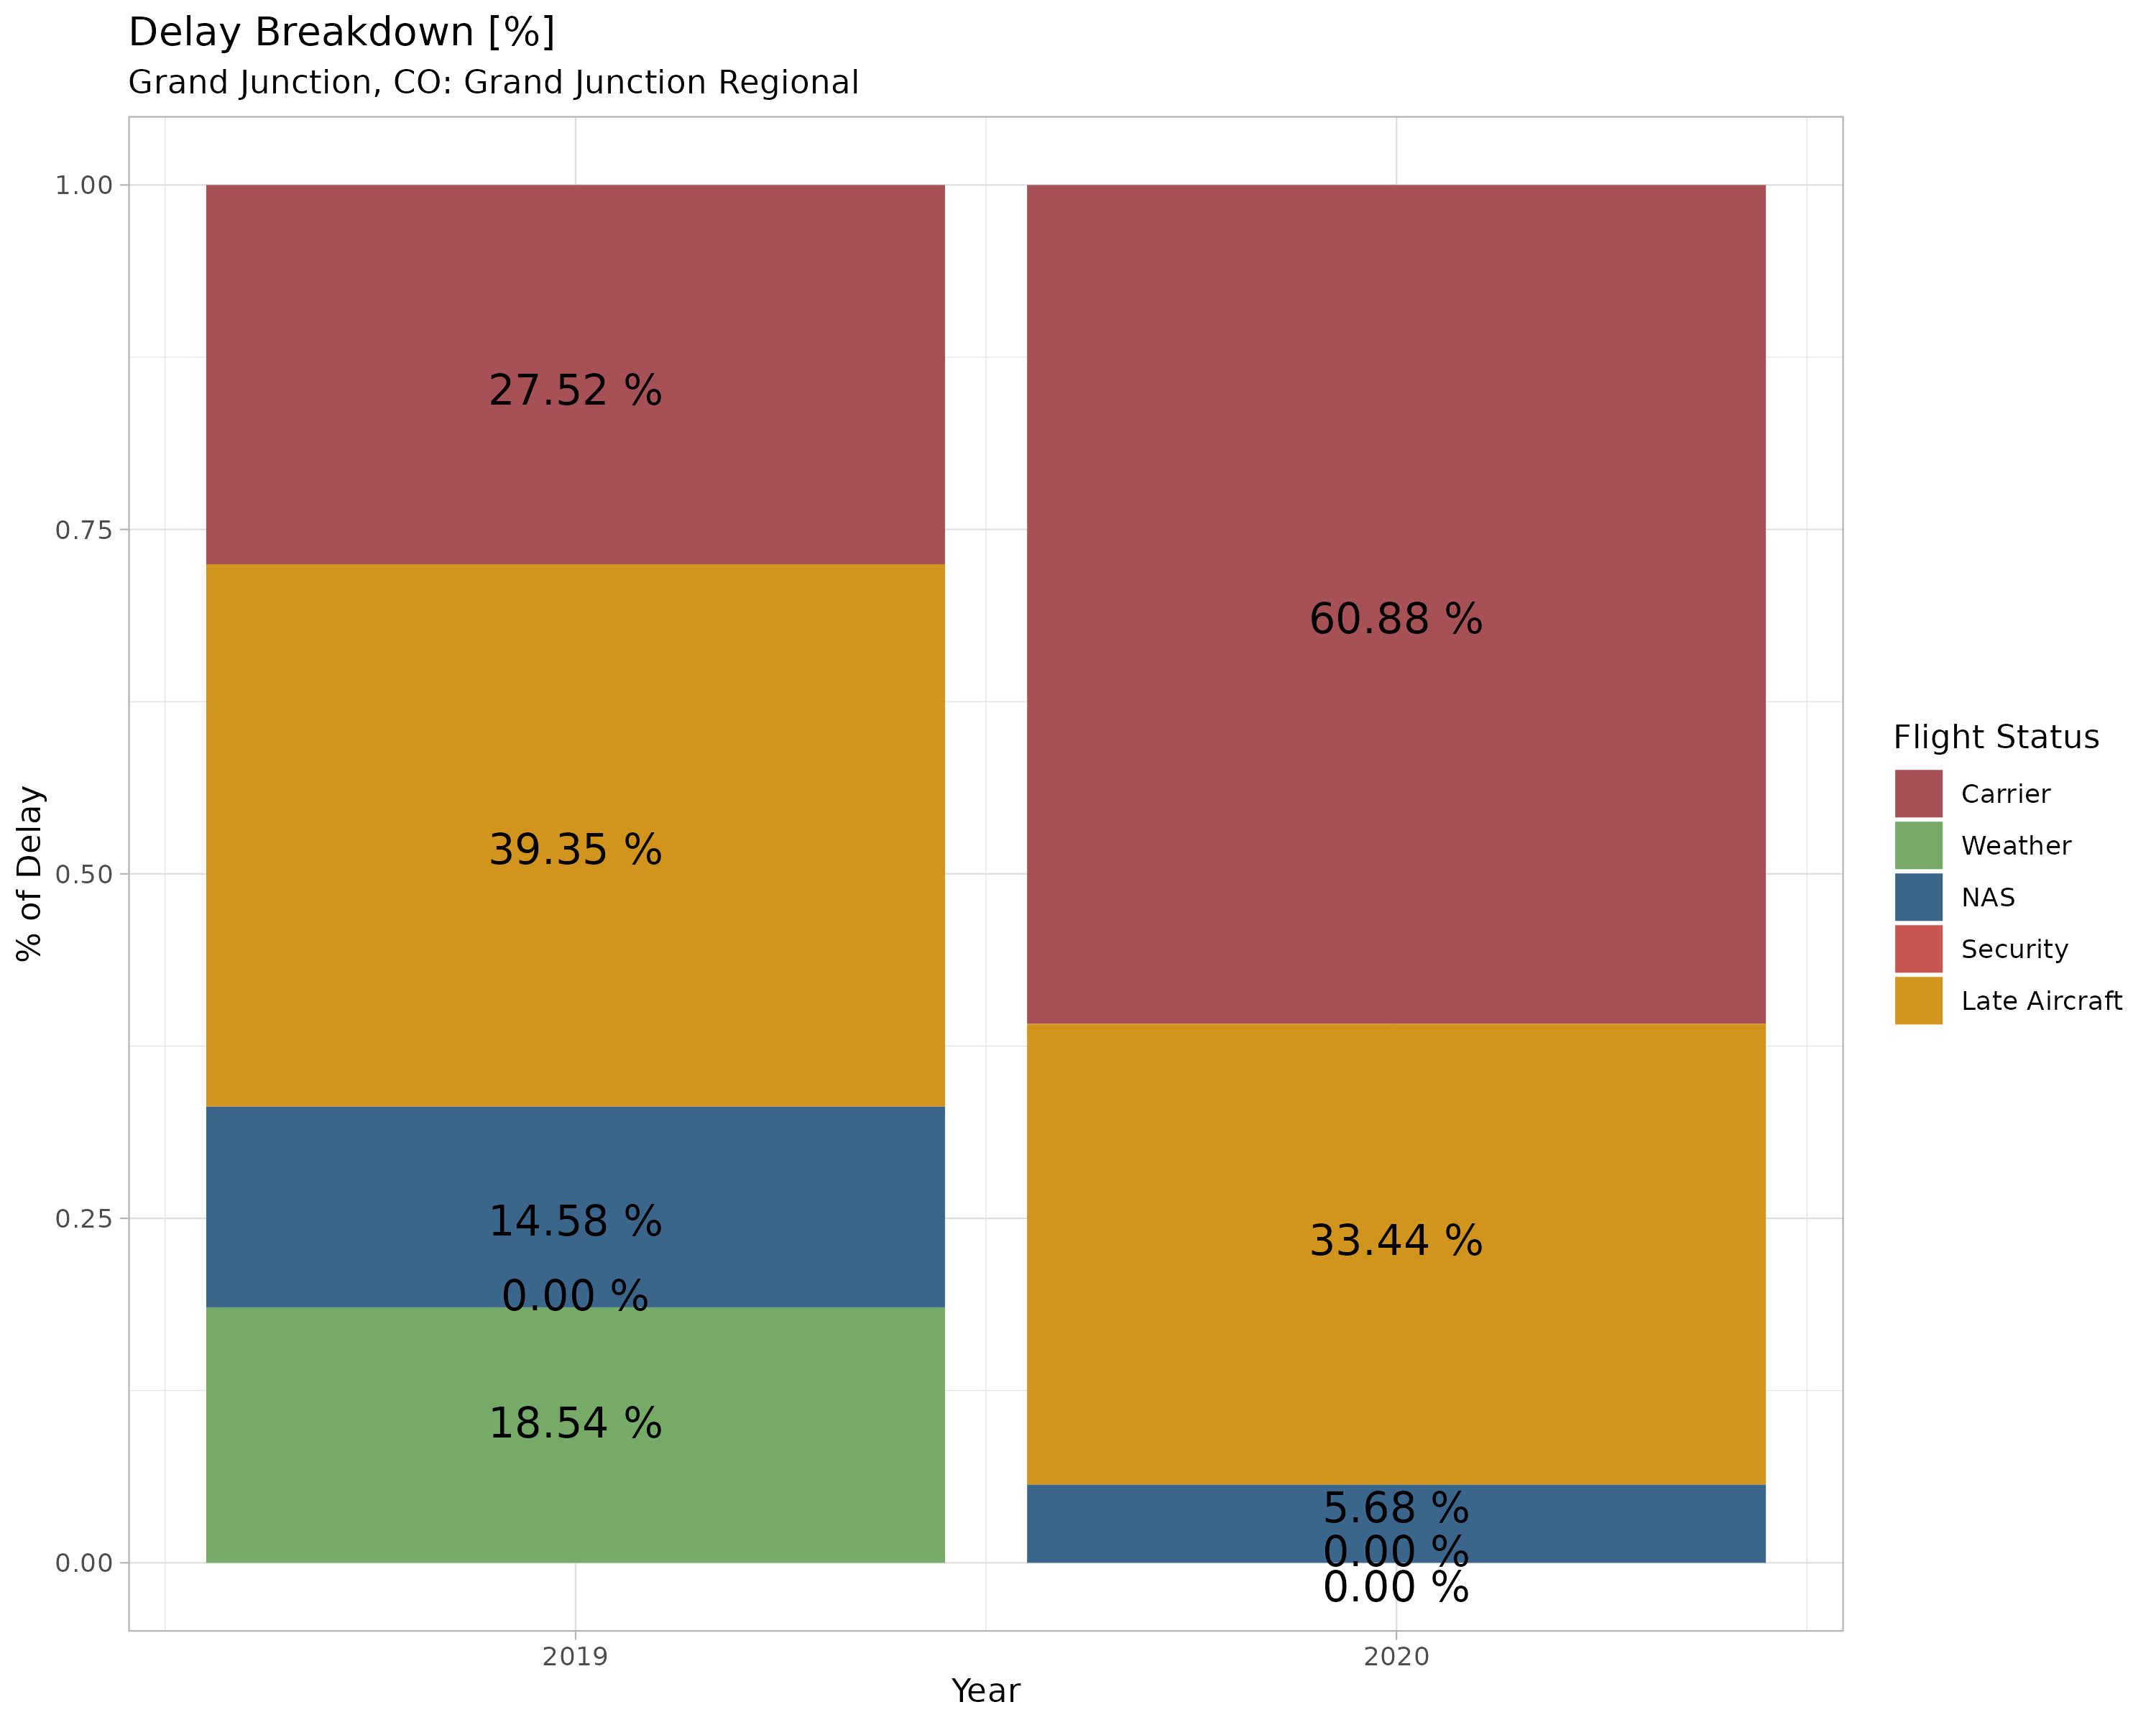 Delay Breakdown [%]
Grand Junction, CO: Grand Junction Regional
% of Delay
1.00
0.75
0.50
0.25
0.00
27.52 %
39.35 %
14.58 %
0.00 %
18.54 %
60.88 %
33.44 %
5.68 %
0.00 %
0.00 %
2019
2020
Year
Flight Status
Carrier
Weather
NAS
Security
Late Aircraft